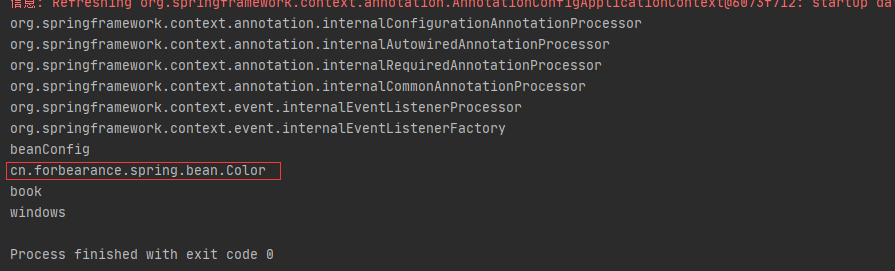 信息: Refreshing org.springframework.context.annotation.AnnotationConfigApplicationContext@6073f712: startup da
org.springframework.context.annotation.internalConfigurationAnnotationProcessor
org.springframework.context.annotation.internalAutowiredAnnotationProcessor
org.springframework.context.annotation.internalRequiredAnnotationProcessor
org.springframework.context.annotation.internalCommonAnnotationProcessor
org.springframework.context.event.internalEventListenerProcessor
org.springframework.context.event.internalEventListenerFactory
beanConfig
cn.forbearance.spring.bean.Color
book
windows
Process finished with exit code 0